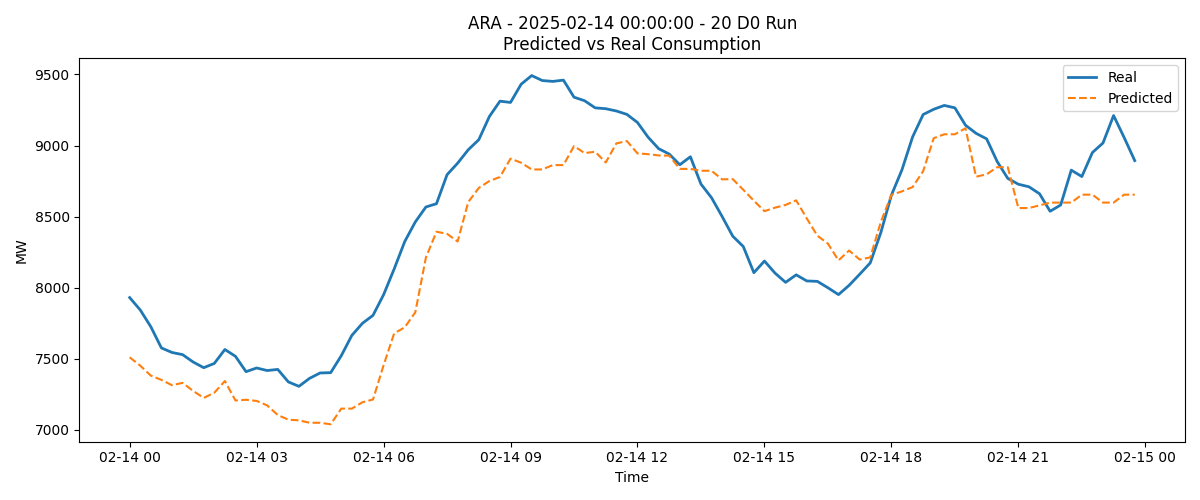 ARA - 2025-02-14 00:00:00 - 20 D0 Run
Predicted vs Real Consumption
Real
Predicted
MW
9500
9000
8500
8000
7500
7000
02-14 00
02-14 03
02-14 06
02-14 09
02-14 12
02-14 15
02-14 18
02-14 21
02-15 00
Time